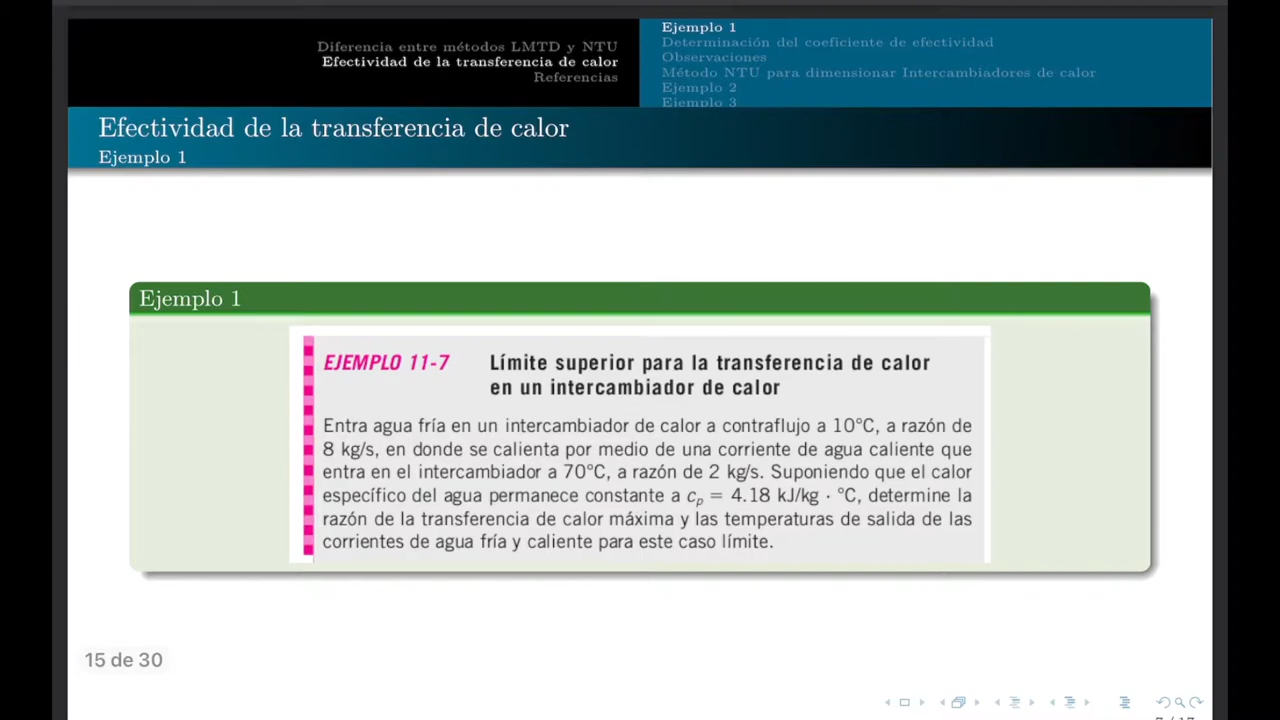 Diferencia entre métodos LMTD y NTU
Efectividad de la transferencia de calor
Referencias
Ejemplo 1
Determinación del coeficiente de efectividad
Observaciones
Método NTU para dimensionar Intercambiadores de calor
Ejemplo 2
Ejemplo 3
Efectividad de la transferencia de calor
Ejemplo 1
Ejemplo 1
EJEMPLO 11-7 Límite superior para la transferencia de calor
en un intercambiador de calor
Entra agua fría en un intercambiador de calor a contraflujo a 10°C, a razón de
8 kg/s, en donde se calienta por medio de una corriente de agua caliente que
entra en el intercambiador a 70°C, a razón de 2 kg/s. Suponiendo que el calor
específico del agua permanece constante a cp = 4.18 kJ/kg · °C, determine la
razón de la transferencia de calor máxima y las temperaturas de salida de las
corrientes de agua fría y caliente para este caso límite.
15 de 30
7 / 17